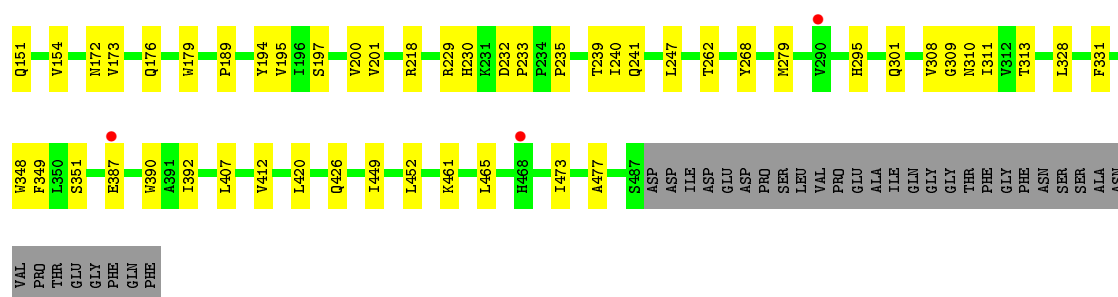 Q151 V154 N172 V173 Q176 W179 P189 Y194 V195 I196 S197 V200 V201 R218 R229 H230 K231 D232 P233 P234 P235 T239 I240 Q241 L247 T262 Y268 M279 V290 H295 Q301 V308 G309 N310 I311 V312 T313 L328 F331
W348 F349 L350 S351 E387 W390 A391 I392 L407 V412 L420 Q426 I449 L452 K461 L465 H468 I473 A477 S487 ASP ASP ILE ASP GLU ASP PRO SER LEU VAL PRO GLU ALA ILE GLN GLY GLY THR PHE GLY PHE ASN SER SER ALA ASN
VAL PRO THR GLU GLY PHE GLN PHE